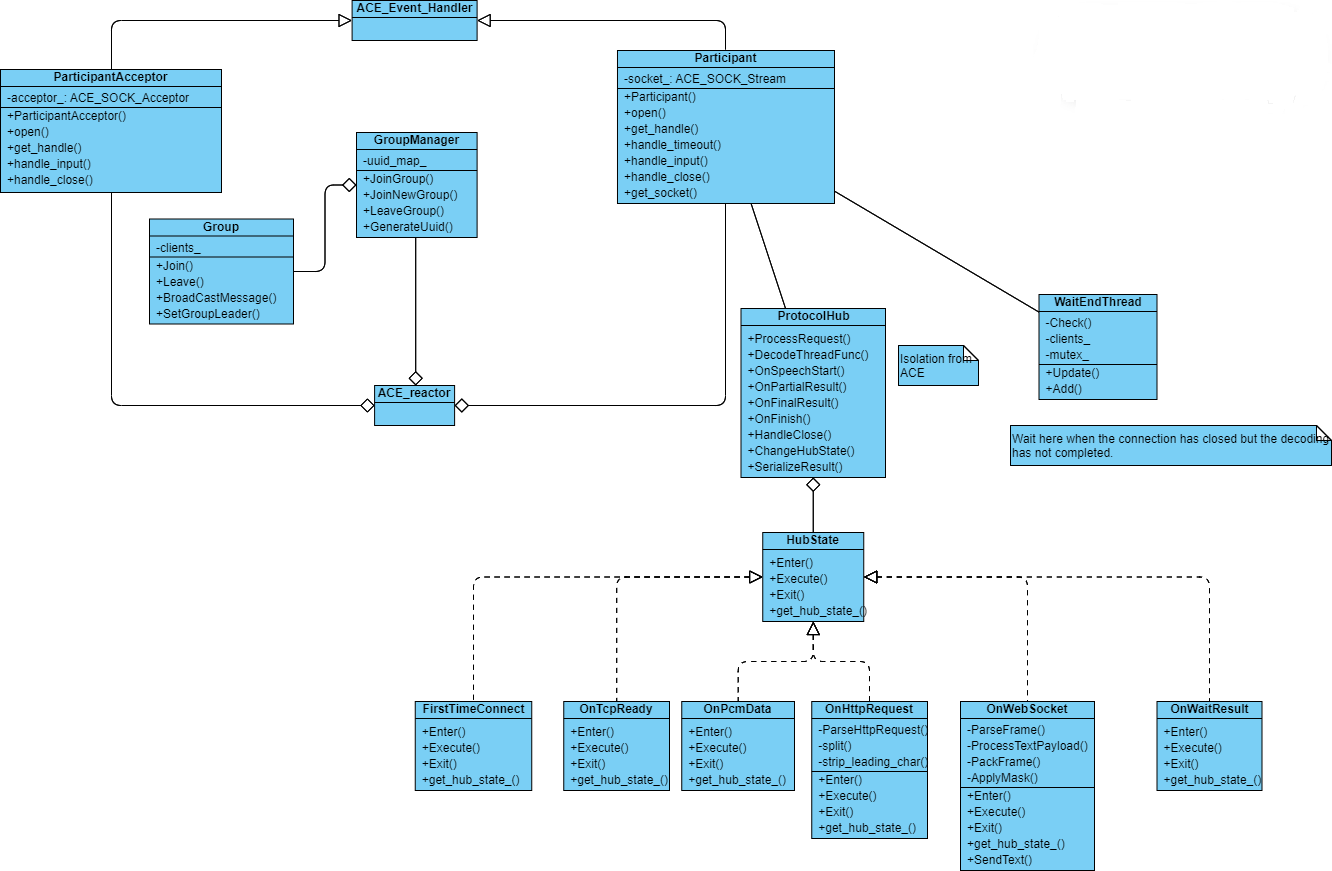 ACE_Event_Handler
ParticipantAcceptor
-acceptor_: ACE_SOCK_Acceptor
+ParticipantAcceptor()
+open()
+get_handle()
+handle_input()
+handle_close()
Participant
-socket_: ACE_SOCK_Stream
+Participant()
+open()
+get_handle()
+handle_timeout()
+handle_input()
+handle_close()
+get_socket()
GroupManager
-uuid_map_
+JoinGroup()
+JoinNewGroup()
+LeaveGroup()
+GenerateUuid()
Group
-clients_
+Join()
+Leave()
+BroadCastMessage()
+SetGroupLeader()
ACE_reactor
ProtocolHub
+ProcessRequest()
+DecodeThreadFunc()
+OnSpeechStart()
+OnPartialResult()
+OnFinalResult()
+OnFinish()
+HandleClose()
+ChangeHubState()
+SerializeResult()
Isolation from
ACE
WaitEndThread
-Check()
-clients_
-mutex_
+Update()
+Add()
Wait here when the connection has closed but the decoding
has not completed.
HubState
+Enter()
+Execute()
+Exit()
+get_hub_state_()
FirstTimeConnect
+Enter()
+Execute()
+Exit()
+get_hub_state_()
OnTcpReady
+Enter()
+Execute()
+Exit()
+get_hub_state_()
OnPcmData
+Enter()
+Execute()
+Exit()
+get_hub_state_()
OnHttpRequest
-ParseHttpRequest()
-split()
-strip_leading_char()
+Enter()
+Execute()
+Exit()
+get_hub_state_()
OnWebSocket
-ParseFrame()
-ProcessTextPayload()
-PackFrame()
-ApplyMask()
+Enter()
+Execute()
+Exit()
+get_hub_state_()
+SendText()
OnWaitResult
+Enter()
+Execute()
+Exit()
+get_hub_state_()